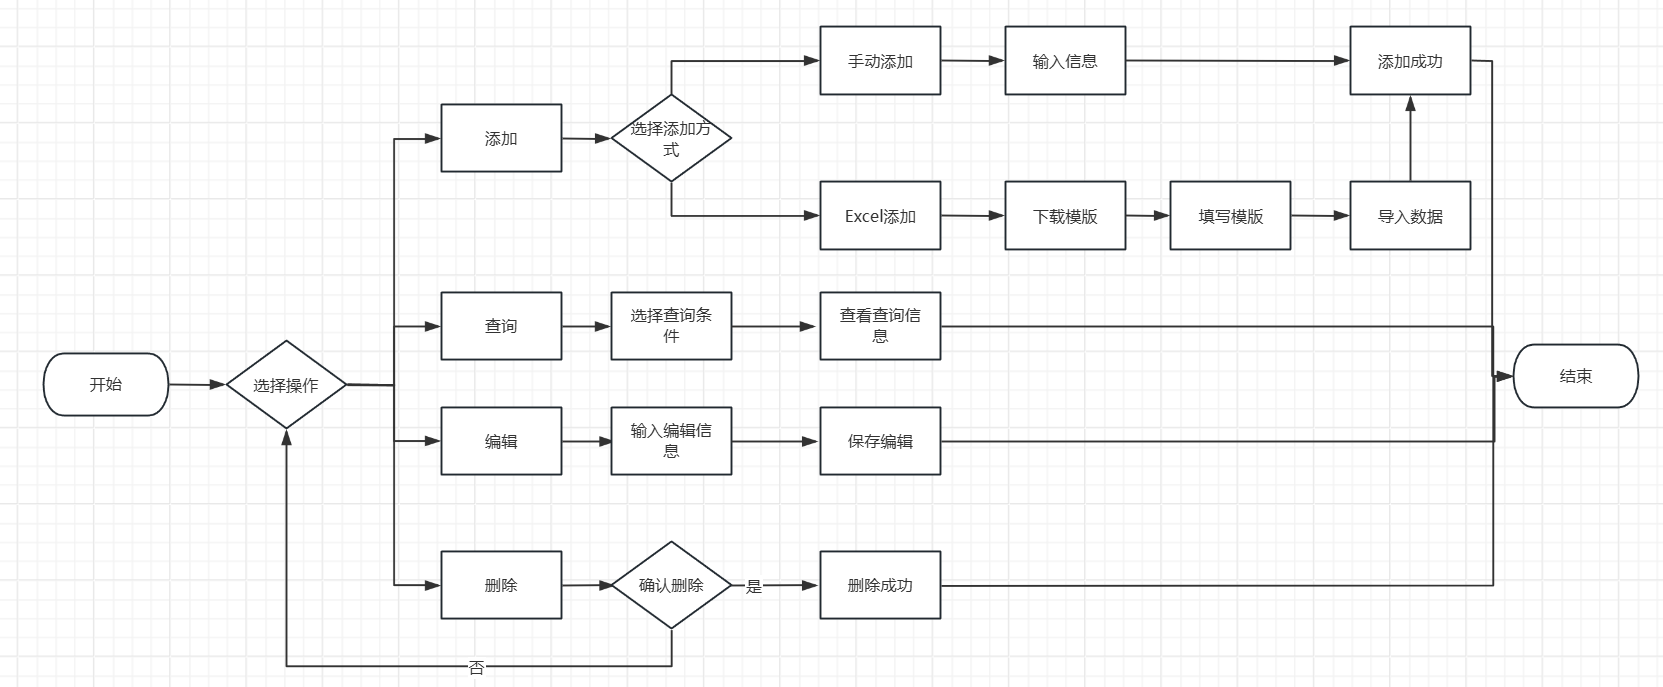 手动添加
输入信息
添加成功
添加
选择添加方
式
Excel添加
下载模版
填写模版
导入数据
查询
选择查询条
件
查看查询信
息
开始
选择操作
结束
编辑
输入编辑信
息
保存编辑
删除
确认删除
是
删除成功
否